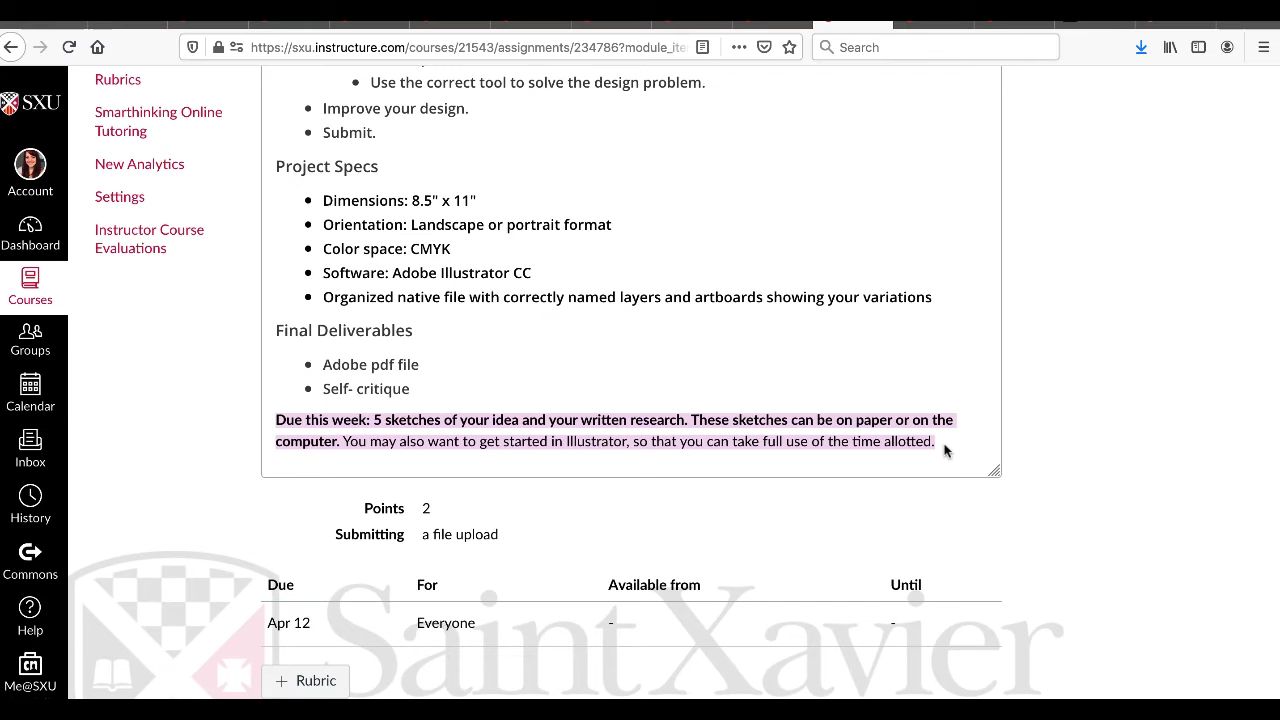 https://sxu.instructure.com/courses/21543/assignments/234786?module_ite
Search
SXU
Account
Dashboard
Courses
Groups
Calendar
Inbox
History
Commons
Help
Me@SXU
Rubrics
Smarthinking Online
Tutoring
New Analytics
Settings
Instructor Course
Evaluations
Use the correct tool to solve the design problem.
Improve your design.
Submit.
Project Specs
Dimensions: 8.5" x 11"
Orientation: Landscape or portrait format
Color space: CMYK
Software: Adobe Illustrator CC
Organized native file with correctly named layers and artboards showing your variations
Final Deliverables
Adobe pdf file
Self- critique
Due this week: 5 sketches of your idea and your written research. These sketches can be on paper or on the
computer. You may also want to get started in Illustrator, so that you can take full use of the time allotted.
Points 2
Submitting a file upload
Due For Available from Until
Apr 12 Everyone - -
+ Rubric
Saint Xavier